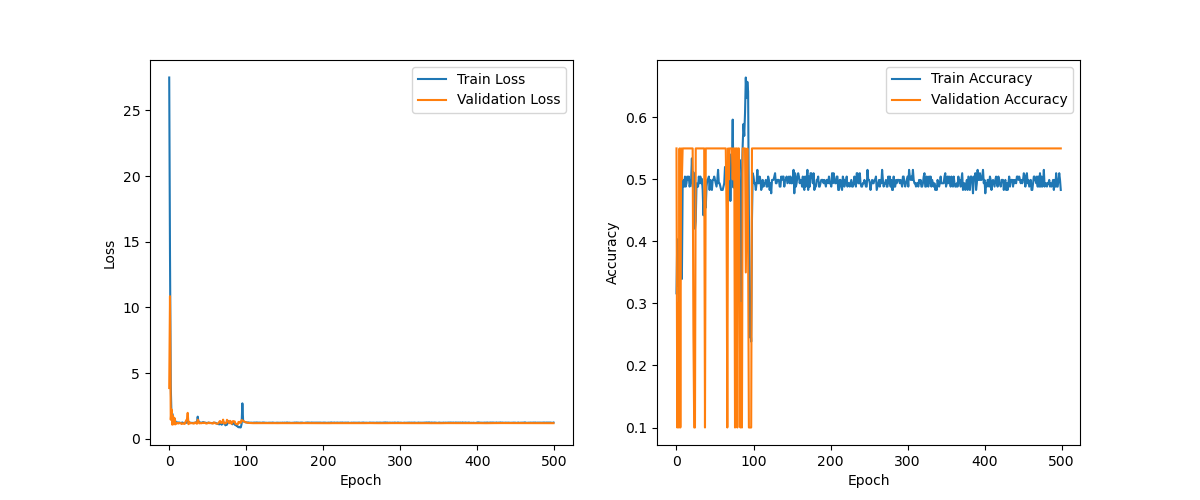 Train Loss
Validation Loss
25
20
15
10
5
0
0 100 200 300 400 500
Loss
Epoch
Train Accuracy
Validation Accuracy
0.6
0.5
0.4
0.3
0.2
0.1
0 100 200 300 400 500
Accuracy
Epoch